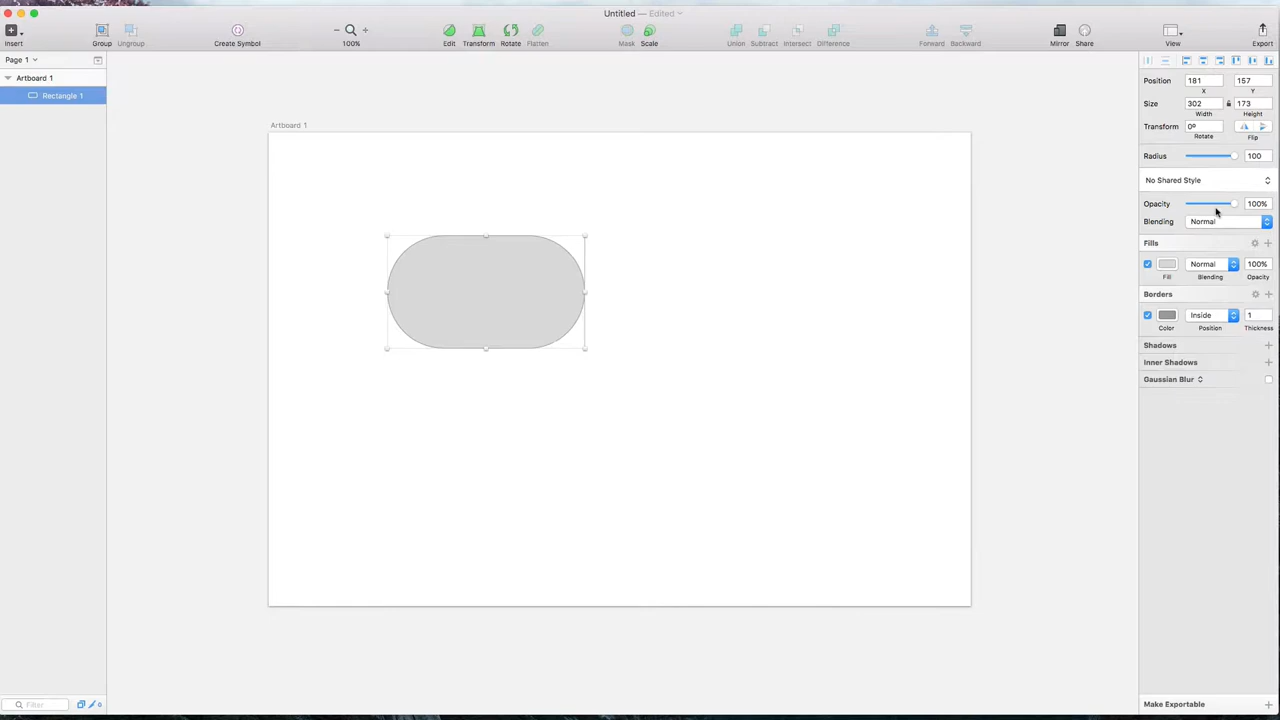 Untitled — Edited
Insert Group Ungroup Create Symbol 100% Edit Transform Rotate Flatten Mask Scale Union Subtract Intersect Difference Forward Backward Mirror Share View Export
Page 1
Artboard 1
Rectangle 1
Filter
Artboard 1
Position 181 157
X Y
Size 302 173
Width Height
Transform 0º
Rotate Flip
Radius 100
No Shared Style
Opacity 100%
Blending Normal
Fills
Normal 100%
Fill Blending Opacity
Borders
Inside 1
Color Position Thickness
Shadows
Inner Shadows
Gaussian Blur
Make Exportable